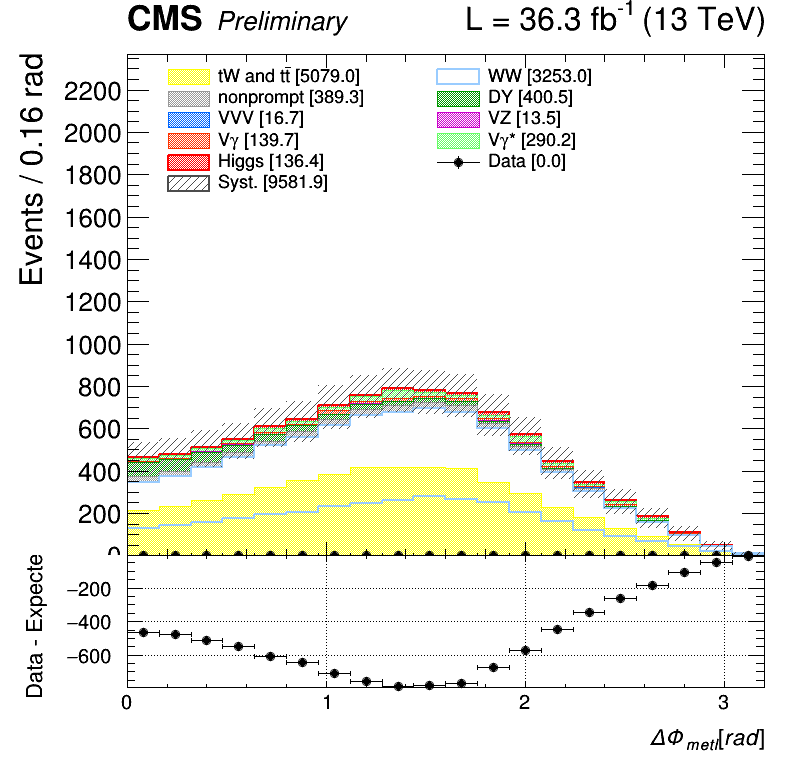 CMS Preliminary L = 36.3 fb⁻¹ (13 TeV)
Events / 0.16 rad
tW and tt̄ [5079.0] WW [3253.0]
nonprompt [389.3] DY [400.5]
VVV [16.7] VZ [13.5]
Vγ [139.7] Vγ* [290.2]
Higgs [136.4] Data [0.0]
Syst. [9581.9]
2200
2000
1800
1600
1400
1200
1000
800
600
400
200
0
Data - Expecte
−200
−400
−600
0 1 2 3
ΔΦ metl[rad]